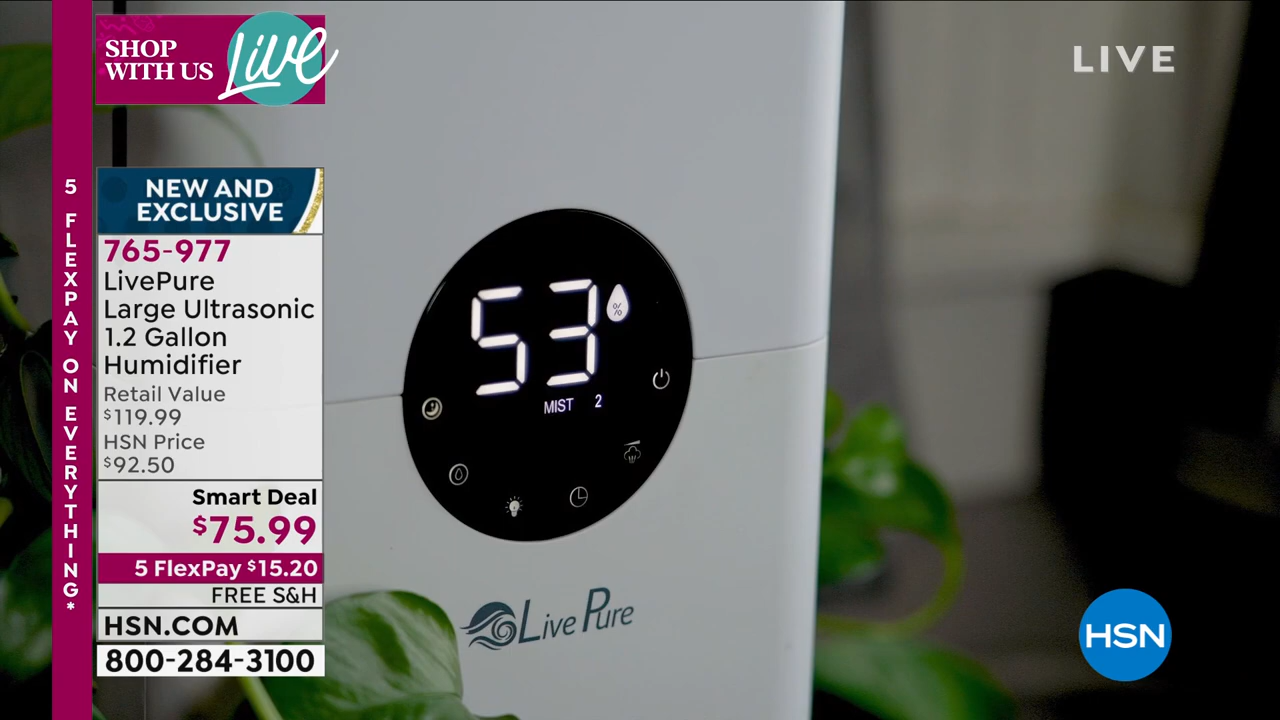 SHOP
WITH US
Live
LIVE
5 FLEXPAY ON EVERYTHING*
NEW AND
EXCLUSIVE
765-977
LivePure
Large Ultrasonic
1.2 Gallon
Humidifier
Retail Value
$119.99
HSN Price
$92.50
Smart Deal
$75.99
5 FlexPay $15.20
FREE S&H
HSN.COM
800-284-3100
53 %
MIST 2
Live Pure
HSN